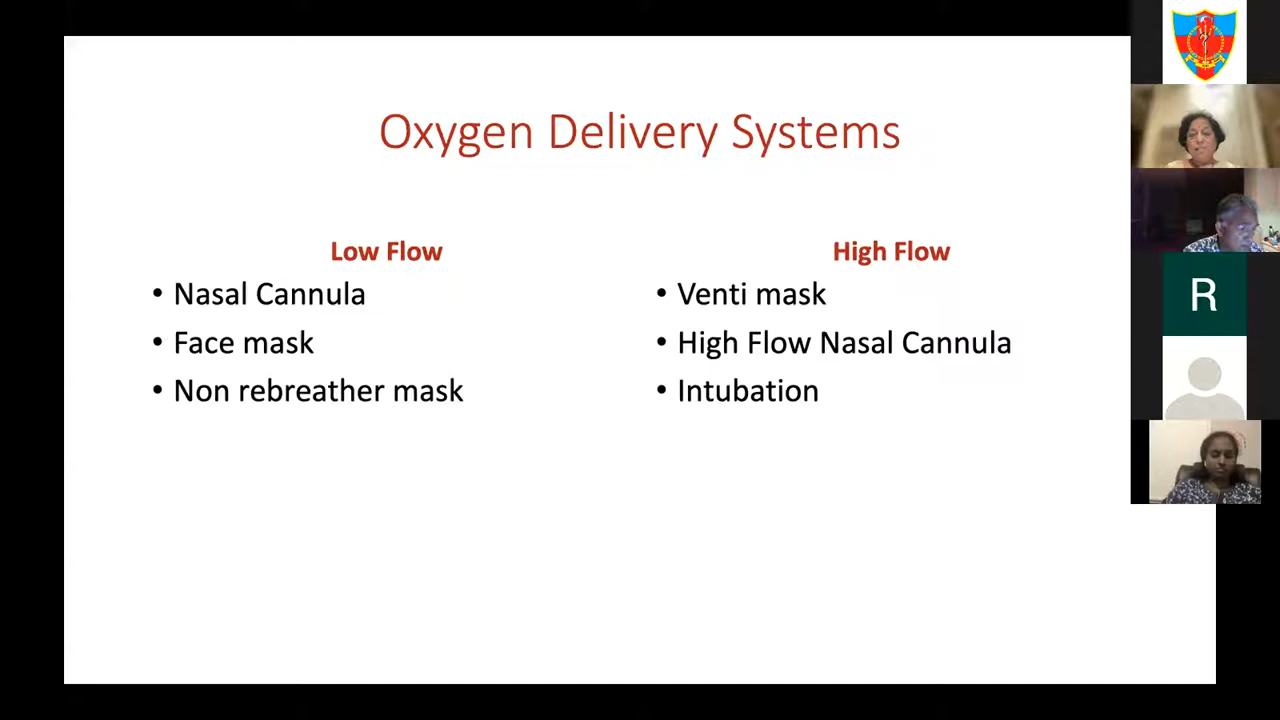 Oxygen Delivery Systems
Low Flow
• Nasal Cannula
• Face mask
• Non rebreather mask
High Flow
• Venti mask
• High Flow Nasal Cannula
• Intubation
R